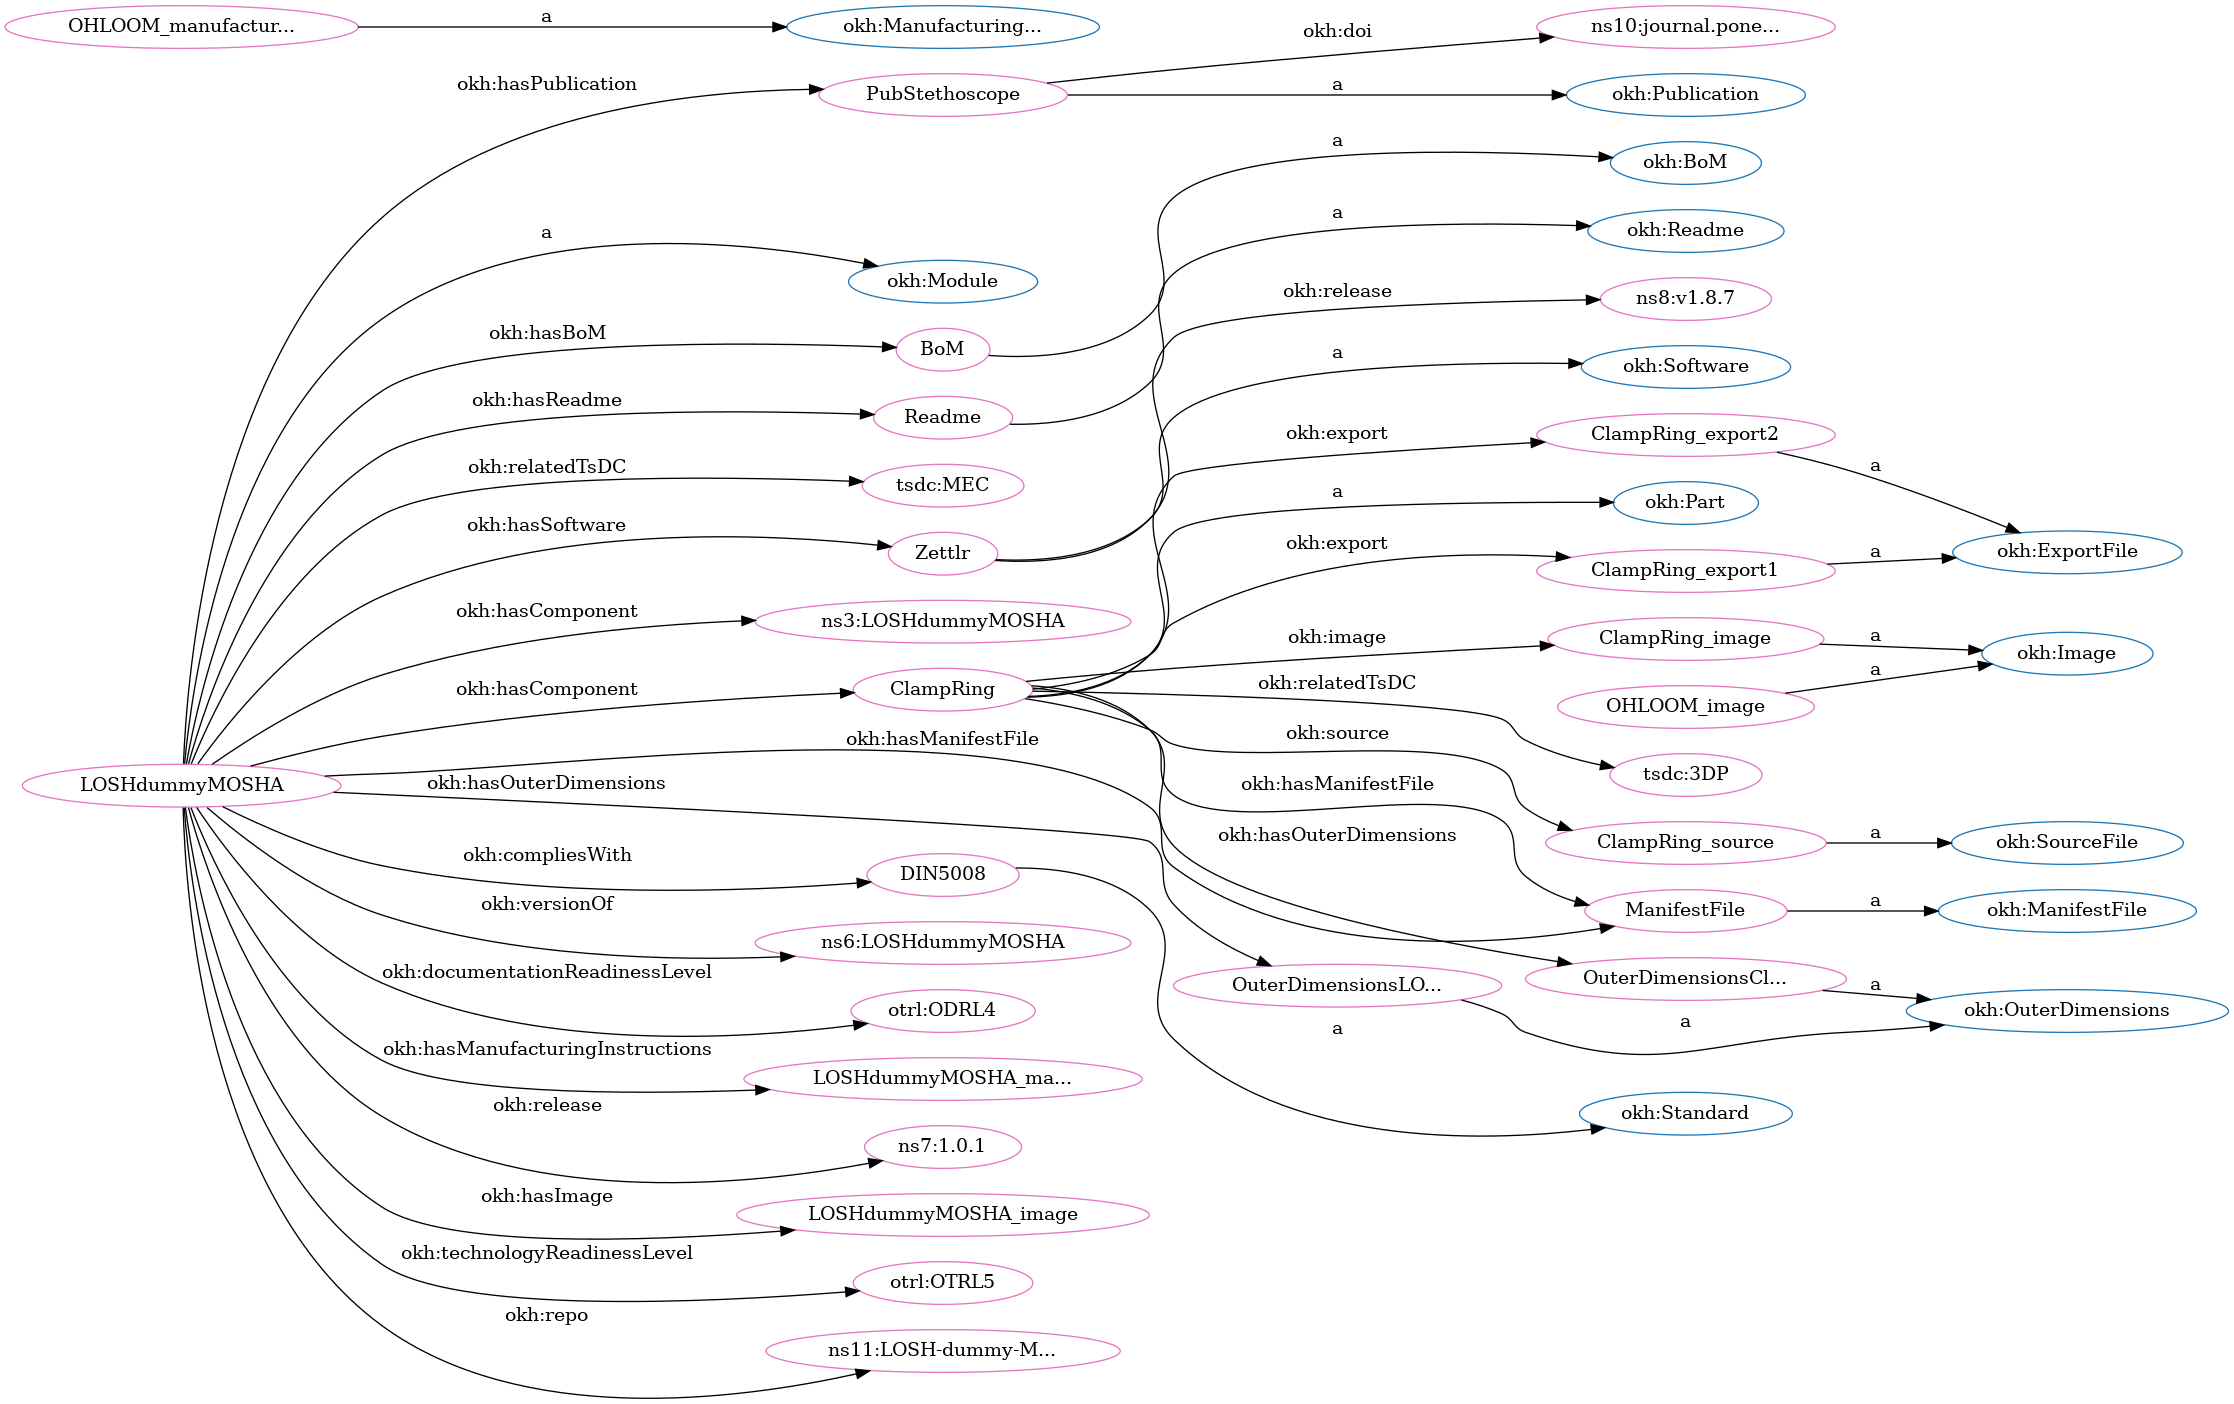 OHLOOM_manufactur...
a
okh:Manufacturing...
okh:doi
ns10:journal.pone...
okh:hasPublication
PubStethoscope
a
okh:Publication
a
okh:BoM
a
okh:Module
a
okh:Readme
okh:release
ns8:v1.8.7
okh:hasBoM
BoM
a
okh:Software
okh:hasReadme
Readme
okh:export
ClampRing_export2
a
okh:relatedTsDC
tsdc:MEC
a
okh:Part
okh:hasSoftware
Zettlr
okh:export
ClampRing_export1
a
okh:ExportFile
okh:hasComponent
ns3:LOSHdummyMOSHA
okh:image
ClampRing_image
a
okh:Image
a
okh:hasComponent
ClampRing
okh:relatedTsDC
OHLOOM_image
okh:hasManifestFile
okh:source
tsdc:3DP
LOSHdummyMOSHA
okh:hasOuterDimensions
okh:hasManifestFile
okh:hasOuterDimensions
ClampRing_source
a
okh:SourceFile
okh:compliesWith
DIN5008
okh:versionOf
ManifestFile
a
okh:ManifestFile
ns6:LOSHdummyMOSHA
okh:documentationReadinessLevel
OuterDimensionsLO...
OuterDimensionsCl...
a
okh:OuterDimensions
a
a
otrl:ODRL4
okh:hasManufacturingInstructions
LOSHdummyMOSHA_ma...
okh:Standard
okh:release
ns7:1.0.1
okh:hasImage
LOSHdummyMOSHA_image
okh:technologyReadinessLevel
otrl:OTRL5
okh:repo
ns11:LOSH-dummy-M...